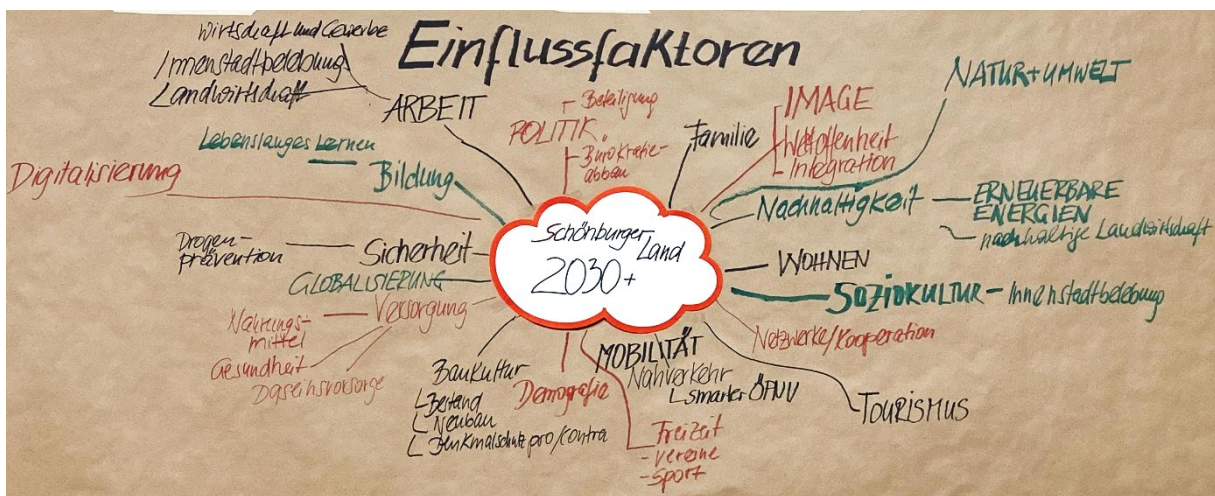 Einflussfaktoren
Wirtschaft und Gewerbe
Innenstadtbelebung
Landwirtschaft
ARBEIT
POLITIK
Beteiligung
Bürokratie-
abbau
Familie
IMAGE
Weltoffenheit
Integration
NATUR+UMWELT
Lebenslanges Lernen
Bildung
Digitalisierung
Nachhaltigkeit
ERNEUERBARE
ENERGIEN
nachhaltige Landwirtschaft
Drogen-
prävention
Sicherheit
Schönburger
Land
2030+
WOHNEN
GLOBALISIERUNG
SOZIOKULTUR - Innenstadtbelebung
Versorgung
Nahrungs-
mittel
Gesundheit
Daseinsvorsorge
Netzwerke/Kooperation
Baukultur
Bestand
Neubau
Denkmalschutz pro/contra
Demografie
MOBILITÄT
Nahverkehr
smarter ÖPNV
Freizeit
- Vereine
- Sport
TOURISMUS